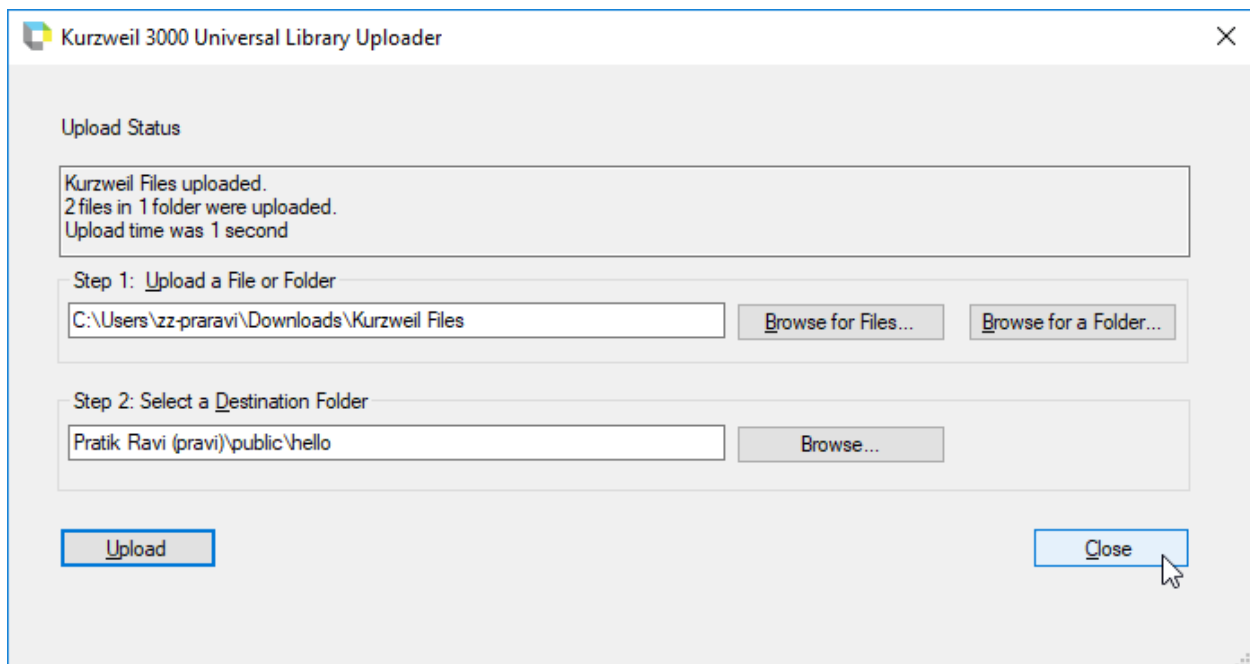 Kurzweil 3000 Universal Library Uploader
Upload Status
Kurzweil Files uploaded.
2 files in 1 folder were uploaded.
Upload time was 1 second
Step 1:  Upload a File or Folder
C:\Users\zz-praravi\Downloads\Kurzweil Files
Browse for Files...
Browse for a Folder...
Step 2: Select a Destination Folder
Pratik Ravi (pravi)\public\hello
Browse...
Upload
Close